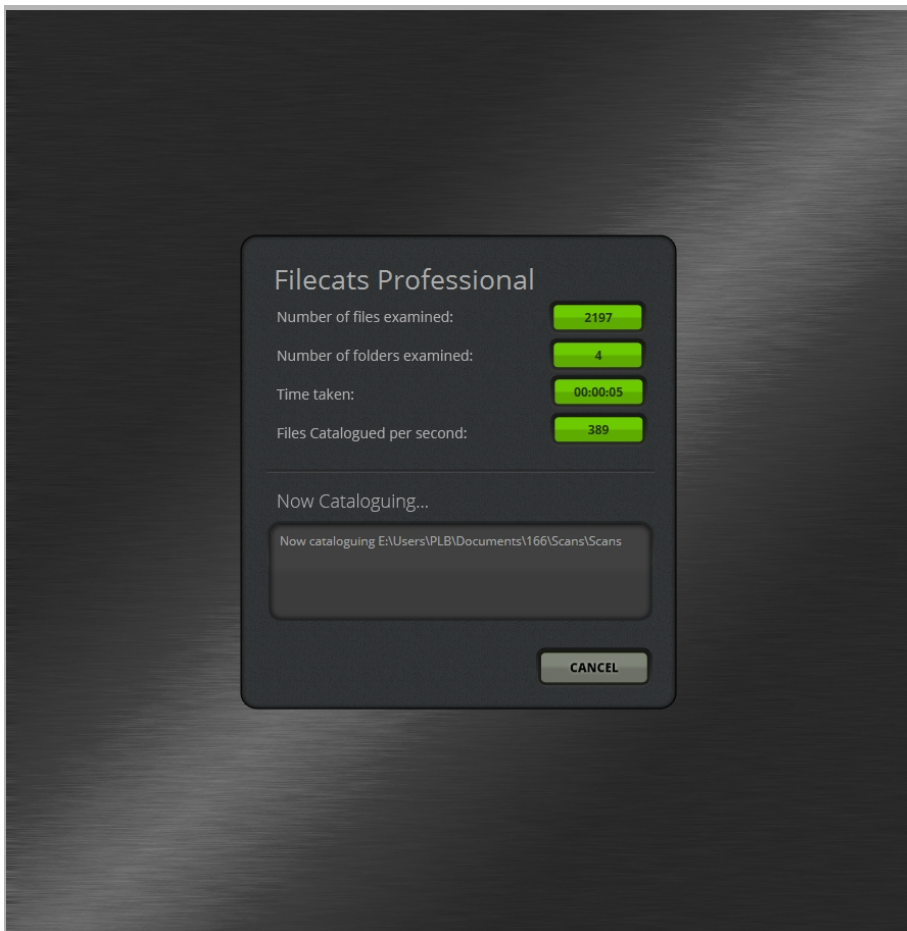 Filecats Professional
Number of files examined: 2197
Number of folders examined: 4
Time taken: 00:00:05
Files Catalogued per second: 389
Now Cataloguing...
Now cataloguing E:\Users\PLB\Documents\166\Scans\Scans
CANCEL